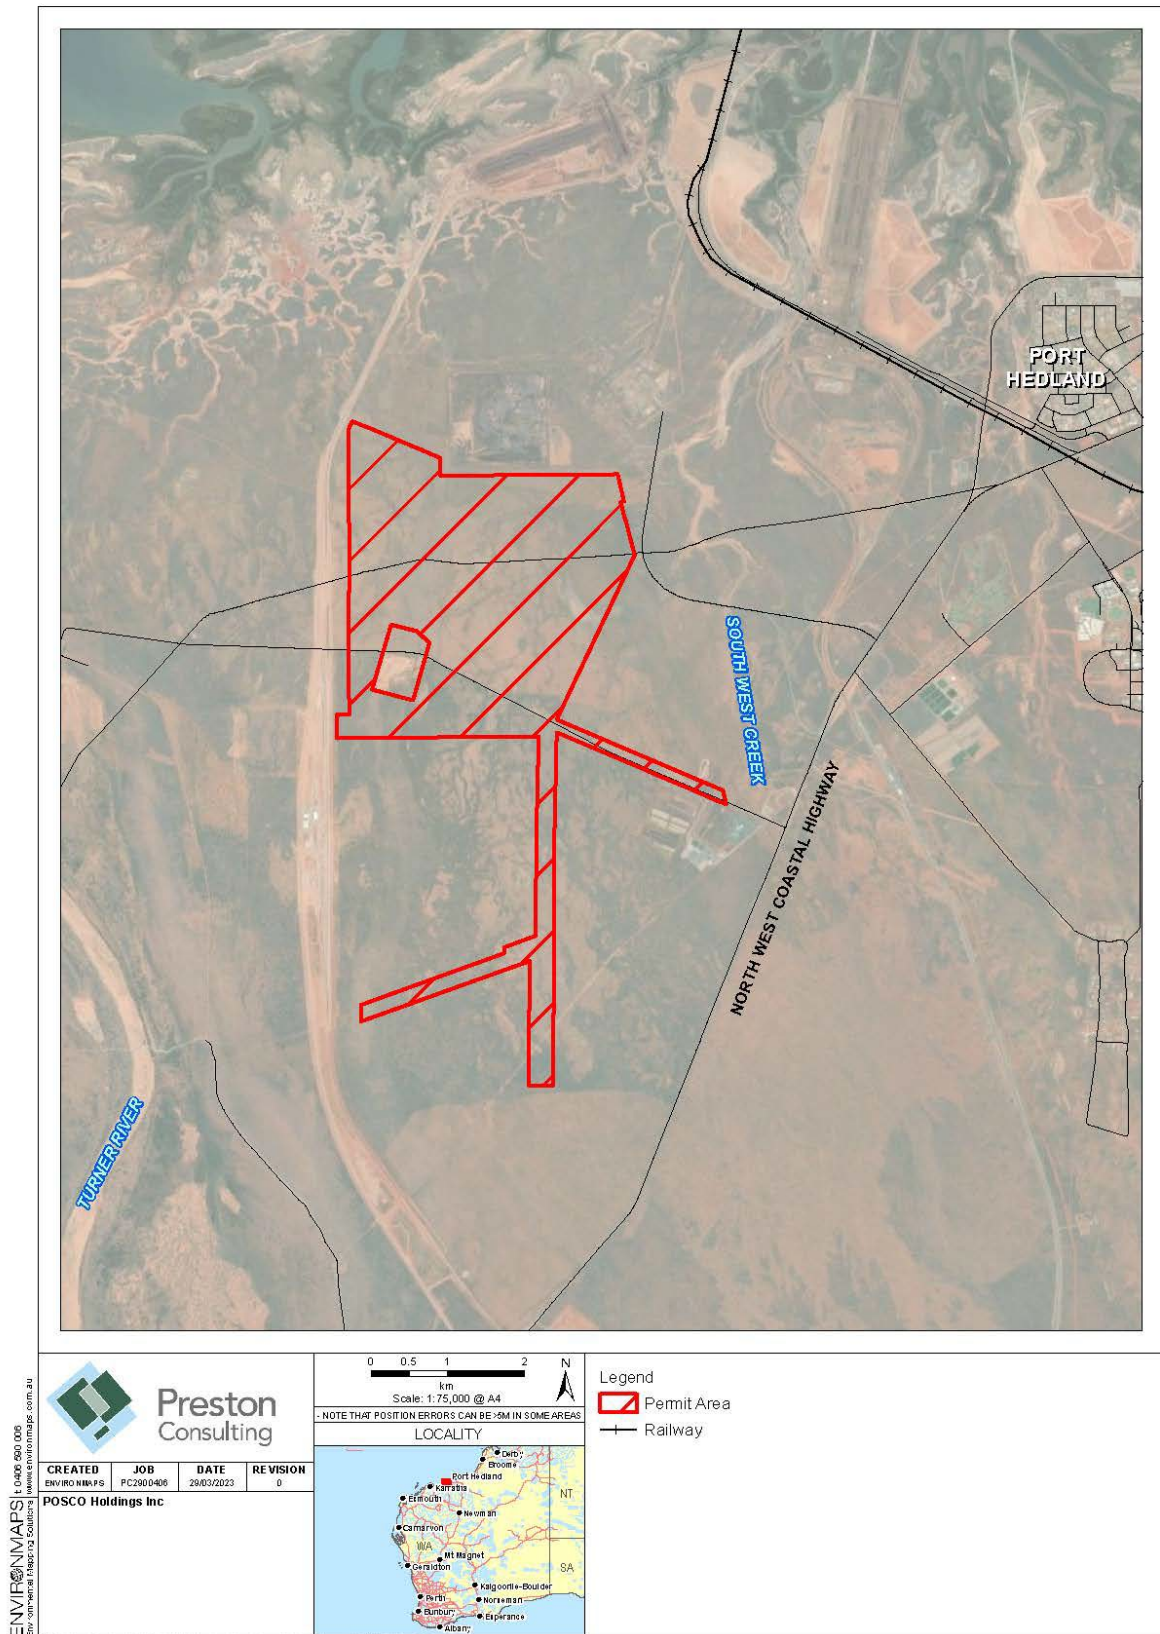 PORT
HEDLAND
SOUTH WEST CREEK
NORTH WEST COASTAL HIGHWAY
TURNER RIVER
Preston
Consulting
CREATED JOB DATE REVISION
ENVIRONMAPS PC2900406 29/03/2023 0
POSCO Holdings Inc
0 0.5 1 2
km
Scale: 1:75,000 @ A4
N
- NOTE THAT POSITION ERRORS CAN BE >5M IN SOME AREAS
LOCALITY
Derby
Broome
Port Hedland
Karratha
Exmouth
NT
Newman
Carnarvon
WA
Mt Magnet
Geraldton
SA
Kalgoorlie-Boulder
Perth
Norseman
Bunbury
Esperance
Albany
Legend
Permit Area
Railway
ENVIRONMAPS
Environmental Mapping Solutions
t: 0406 590 006
www.environmaps.com.au